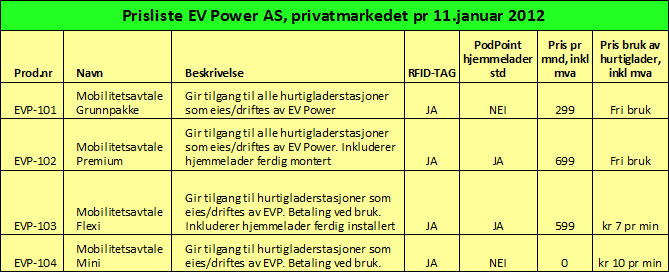 Prisliste EV Power AS, privatmarkedet pr 11.januar 2012
Prod.nr Navn Beskrivelse RFID-TAG PodPoint hjemmelader std Pris pr mnd, inkl mva Pris bruk av hurtiglader, inkl mva
EVP-101 Mobilitetsavtale Grunnpakke Gir tilgang til alle hurtigladerstasjoner som eies/driftes av EV Power JA NEI 299 Fri bruk
EVP-102 Mobilitetsavtale Premium Gir tilgang til alle hurtigladerstasjoner som eies/driftes av EV Power. Inkluderer hjemmelader ferdig montert JA JA 699 Fri bruk
EVP-103 Mobilitetsavtale Flexi Gir tilgang til hurtigladerstasjoner som eies/driftes av EVP. Betaling ved bruk. Inkluderer hjemmelader ferdig installert JA JA 599 kr 7 pr min
EVP-104 Mobilitetsavtale Mini Gir tilgang til hurtigladerstasjoner som eies/driftes av EVP. Betaling ved bruk. JA NEI 0 kr 10 pr min